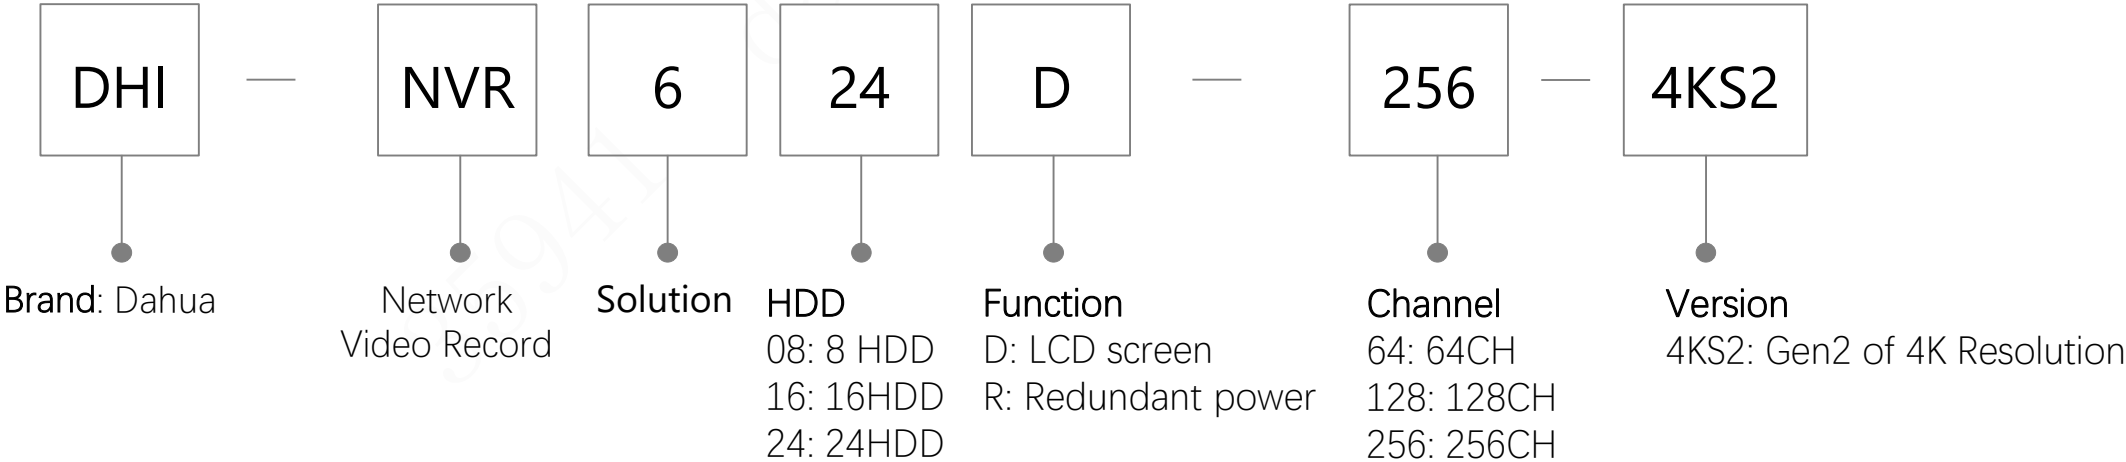 DHI — NVR 6 24 D — 256 — 4KS2
Brand: Dahua
Network
Video Record
Solution
HDD
08: 8 HDD
16: 16HDD
24: 24HDD
Function
D: LCD screen
R: Redundant power
Channel
64: 64CH
128: 128CH
256: 256CH
Version
4KS2: Gen2 of 4K Resolution